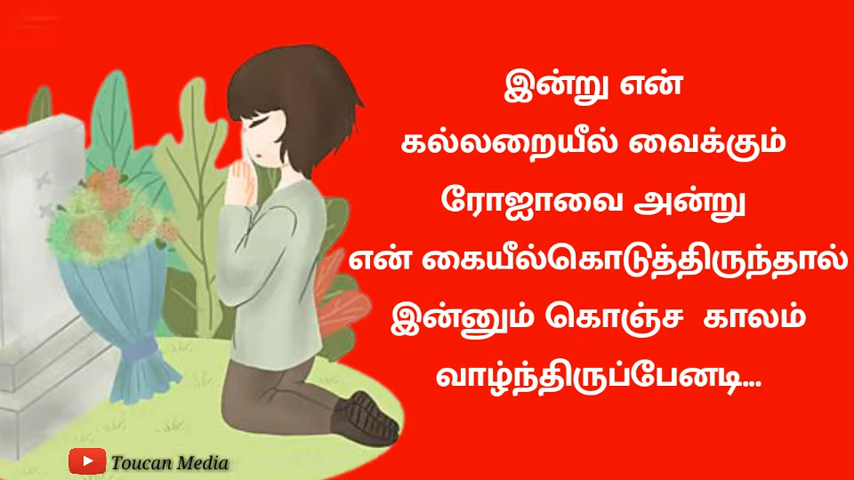 இன்று என்
கல்லறையீல் வைக்கும்
ரோஜாவை அன்று
என் கையீல்கொடுத்திருந்தால்
இன்னும் கொஞ்ச காலம்
வாழ்ந்திருப்பேனடி...
Toucan Media